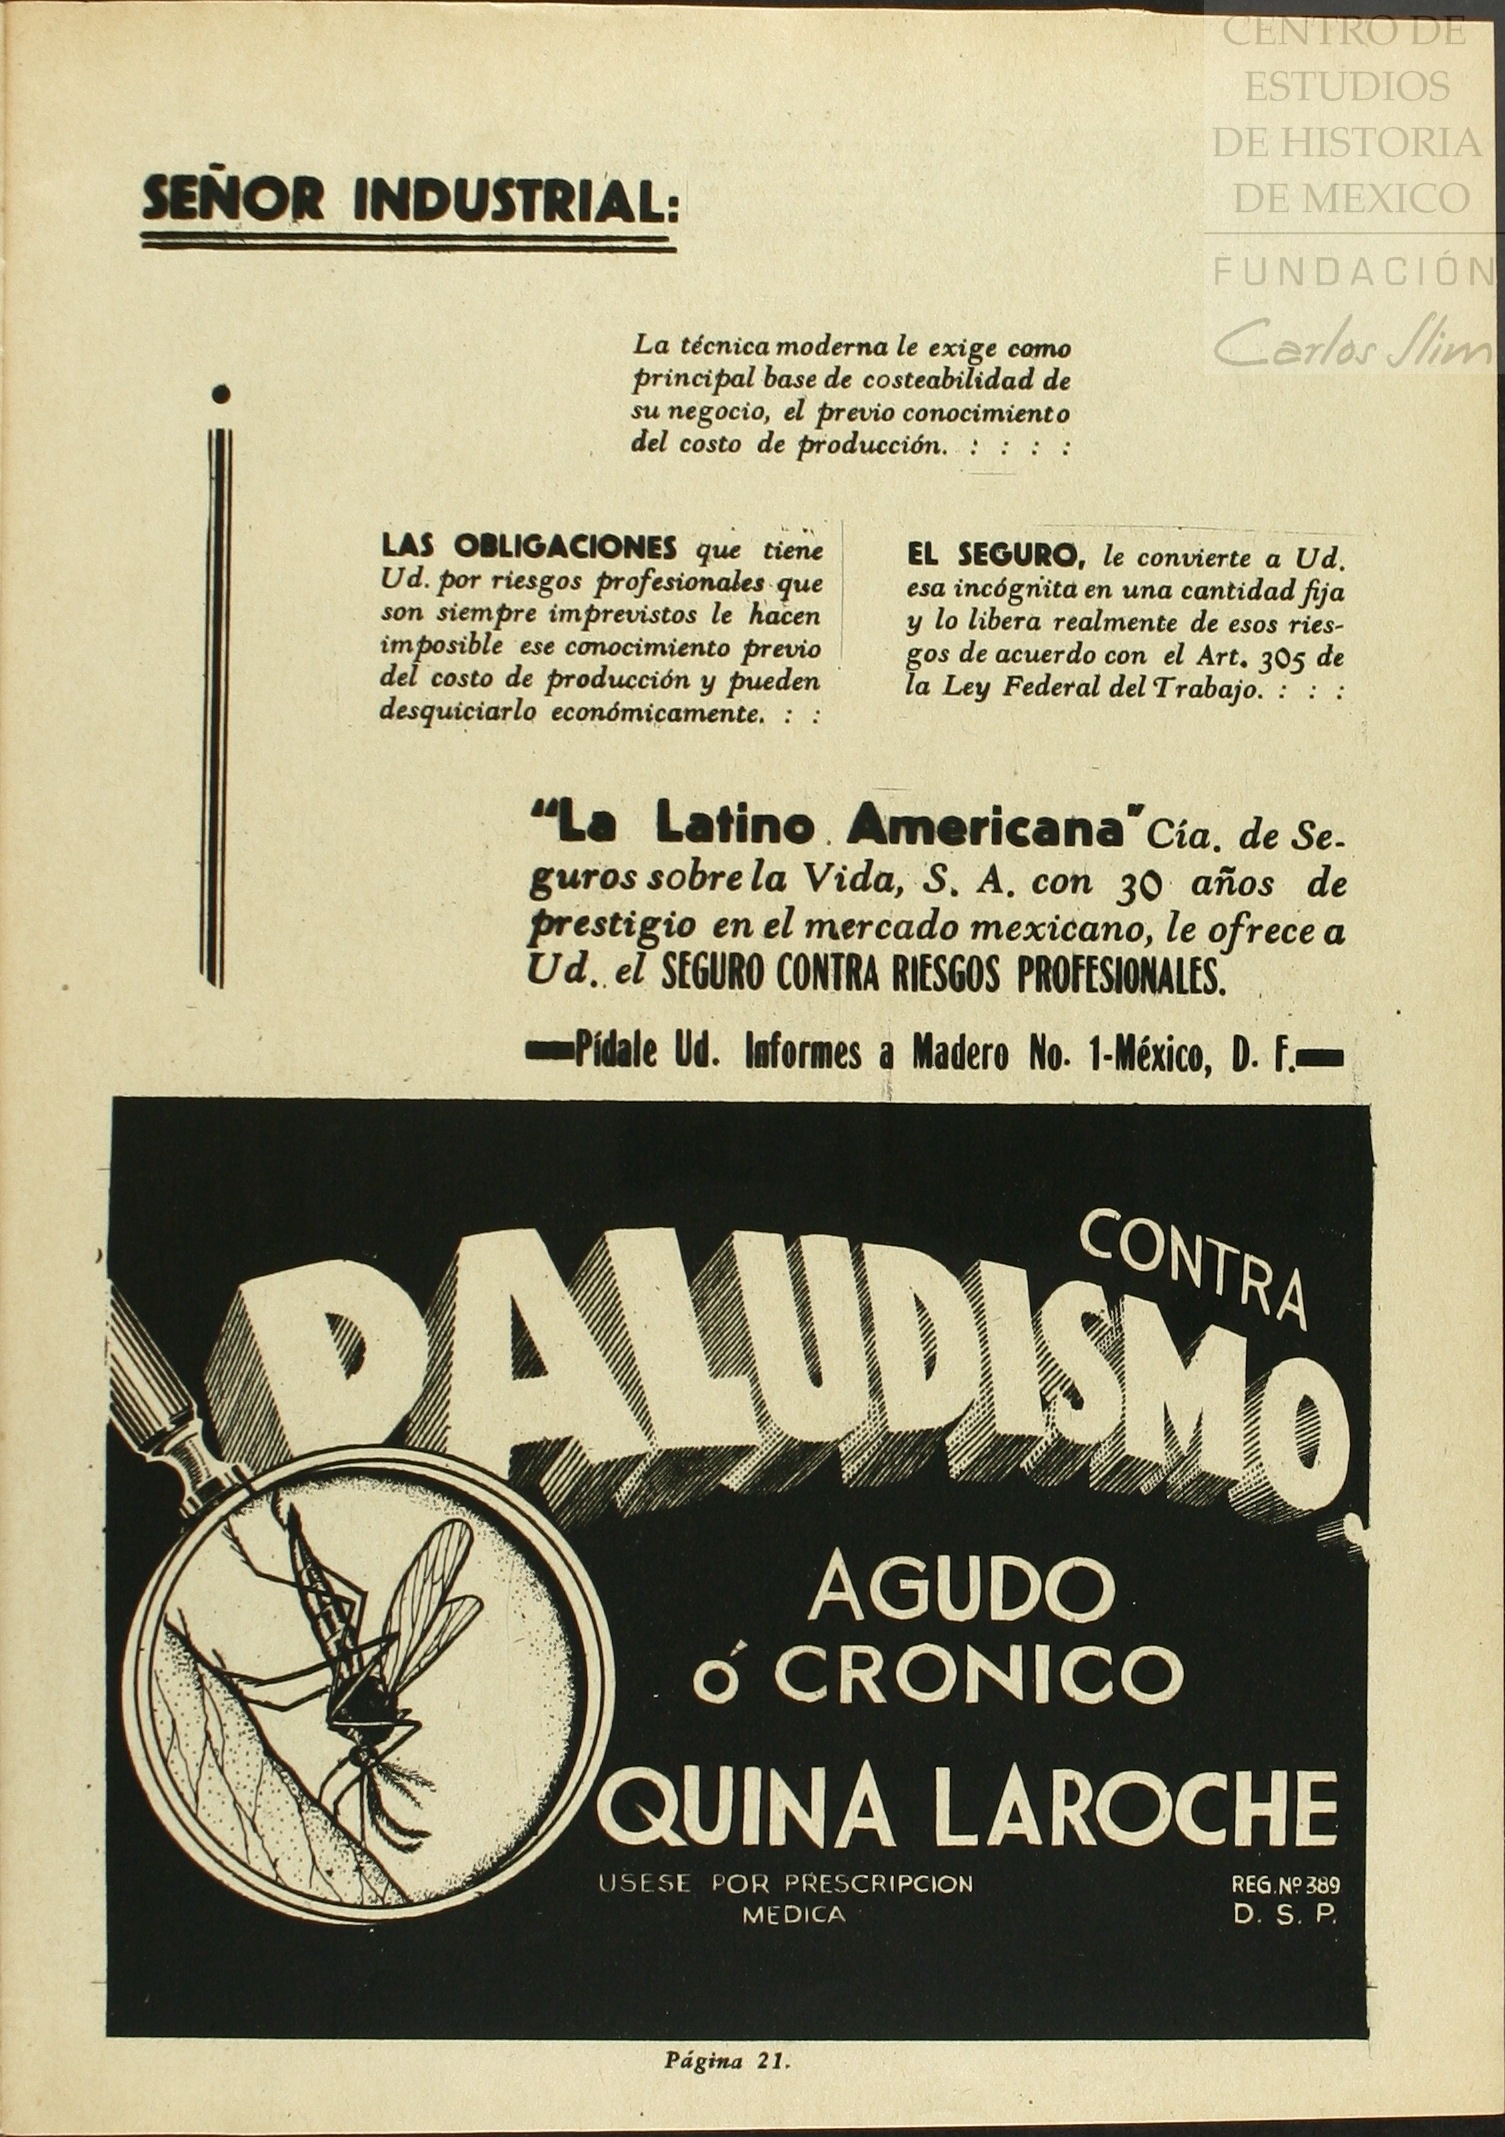 CENTRO DE
ESTUDIOS
DE HISTORIA
DE MEXICO
FUNDACIÓN
Carlos Slim
SEÑOR INDUSTRIAL:
La técnica moderna le exige como
principal base de costeabilidad de
su negocio, el previo conocimiento
del costo de producción. : : : :
LAS OBLIGACIONES que tiene
Ud. por riesgos profesionales que
son siempre imprevistos le hacen
imposible ese conocimiento previo
del costo de producción y pueden
desquiciarlo económicamente. : :
EL SEGURO, le convierte a Ud.
esa incógnita en una cantidad fija
y lo libera realmente de esos ries-
gos de acuerdo con el Art. 305 de
la Ley Federal del Trabajo. : : :
"La Latino Americana" Cía. de Se-
guros sobre la Vida, S. A. con 30 años de
prestigio en el mercado mexicano, le ofrece a
Ud. el SEGURO CONTRA RIESGOS PROFESIONALES.
Pídale Ud. Informes a Madero No. 1-México, D. F.
CONTRA
PALUDISMO,
AGUDO
ó CRONICO
QUINA LAROCHE
USESE POR PRESCRIPCION
MEDICA
REG. Nº 389
D. S. P.
Página 21.